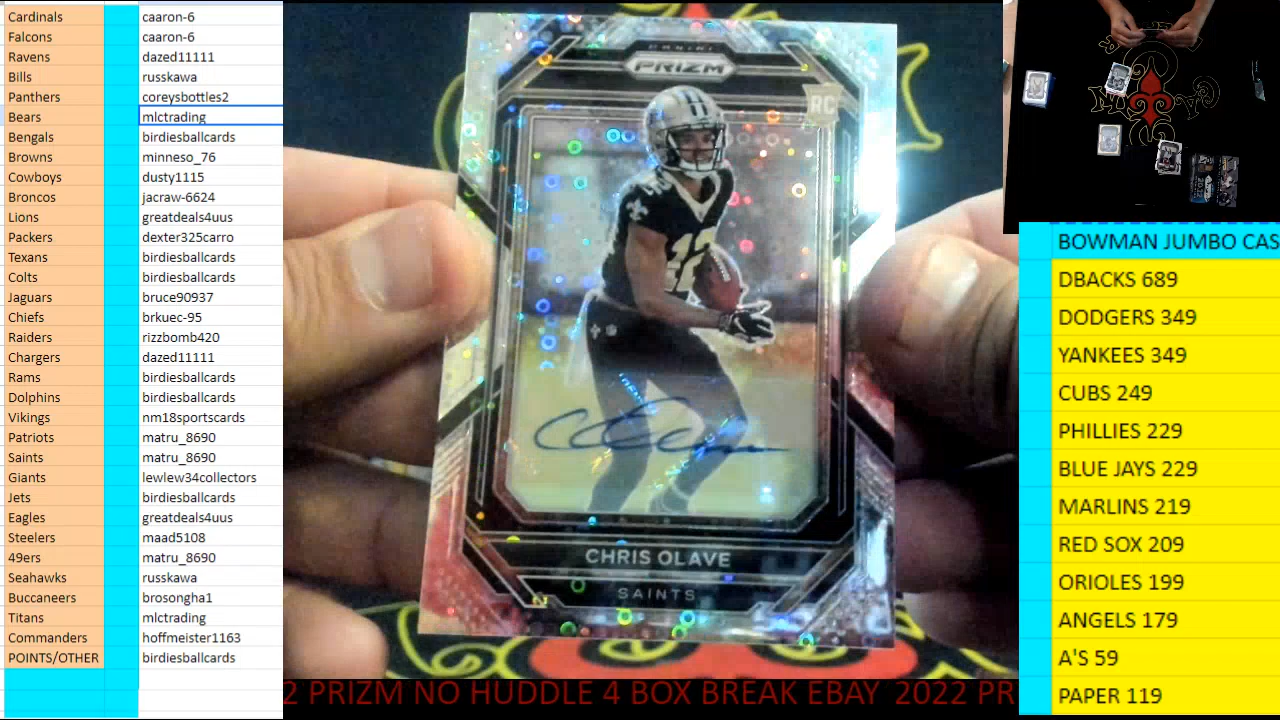 Cardinals caaron-6
Falcons caaron-6
Ravens dazed11111
Bills russkawa
Panthers coreysbottles2
Bears mlctrading
Bengals birdiesballcards
Browns minneso_76
Cowboys dusty1115
Broncos jacraw-6624
Lions greatdeals4uus
Packers dexter325carro
Texans birdiesballcards
Colts birdiesballcards
Jaguars bruce90937
Chiefs brkuec-95
Raiders rizzbomb420
Chargers dazed11111
Rams birdiesballcards
Dolphins birdiesballcards
Vikings nm18sportscards
Patriots matru_8690
Saints matru_8690
Giants lewlew34collectors
Jets birdiesballcards
Eagles greatdeals4uus
Steelers maad5108
49ers matru_8690
Seahawks russkawa
Buccaneers brosongha1
Titans mlctrading
Commanders hoffmeister1163
POINTS/OTHER birdiesballcards
PANINI
PRIZM
RC
12
CHRIS OLAVE
SAINTS
2 PRIZM NO HUDDLE 4 BOX BREAK EBAY 2022 PR
BOWMAN JUMBO CAS
DBACKS 689
DODGERS 349
YANKEES 349
CUBS 249
PHILLIES 229
BLUE JAYS 229
MARLINS 219
RED SOX 209
ORIOLES 199
ANGELS 179
A'S 59
PAPER 119